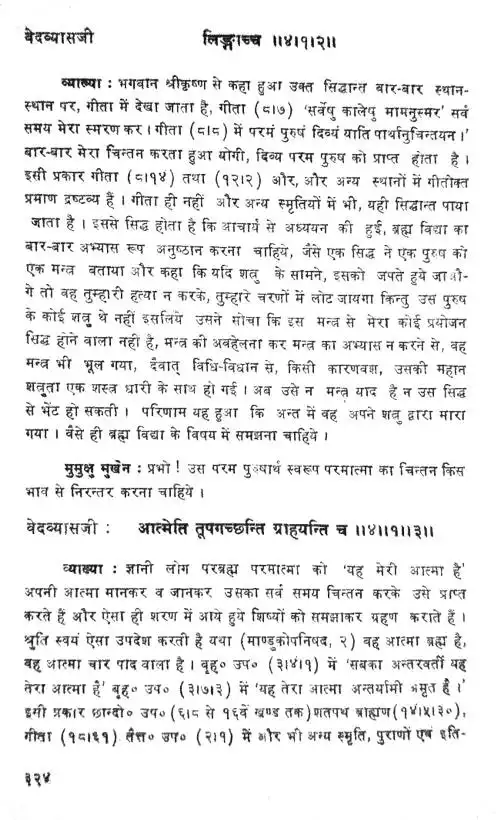 वेदव्यासजी लिङ्गाच्च ॥४।१।२॥
व्याख्या : भगवान श्रीकृष्ण से कहा हुआ उक्त सिद्धान्त बार-बार स्थान-
स्थान पर, गीता में देखा जाता है, गीता (८।७) 'सर्वेषु कालेषु मामनुस्मर' सर्व
समय मेरा स्मरण कर। गीता (८।८) में परमं पुरुषं दिव्यं याति पार्थानुचिन्तयन।'
बार-बार मेरा चिन्तन करता हुआ योगी, दिव्य परम पुरुष को प्राप्त होता है।
इसी प्रकार गीता (८।१४) तथा (१२।२) और, और अन्य स्थानों में गीतोक्त
प्रमाण द्रष्टव्य हैं। गीता ही नहीं और अन्य स्मृतियों में भी, यही सिद्धान्त पाया
जाता है। इससे सिद्ध होता है कि आचार्य से अध्ययन की हुई, ब्रह्म विद्या का
बार-बार अभ्यास रूप अनुष्ठान करना चाहिये, जैसे एक सिद्ध ने एक पुरुष को
एक मन्त्र बताया और कहा कि यदि शत्रु के सामने, इसको जपते हुये जाओ-
गे तो वह तुम्हारी हत्या न करके, तुम्हारे चरणों में लोट जायगा किन्तु उस पुरुष
के कोई शत्रु थे नहीं इसलिये उसने सोचा कि इस मन्त्र से मेरा कोई प्रयोजन
सिद्ध होने वाला नहीं है, मन्त्र की अवहेलना कर मन्त्र का अभ्यास न करने से, वह
मन्त्र भी भूल गया, दैवात् विधि-विधान से, किसी कारणवश, उसकी महान
शत्रुता एक शस्त्र धारी के साथ हो गई। अब उसे न मन्त्र याद है न उस सिद्ध
से भेंट हो सकती। परिणाम यह हुआ कि अन्त में वह अपने शत्रु द्वारा मारा
गया। वैसे ही ब्रह्म विद्या के विषय में समझना चाहिये।
मुमुक्षु मुखेन : प्रभो! उस परम पुरुषार्थ स्वरूप परमात्मा का चिन्तन किस
भाव से निरन्तर करना चाहिये।
वेदव्यासजी : आत्मेति तूपगच्छन्ति ग्राहयन्ति च ॥४॥१॥३॥
व्याख्या : ज्ञानी लोग परब्रह्म परमात्मा को 'यह मेरी आत्मा है'
अपनी आत्मा मानकर व जानकर उसका सर्व समय चिन्तन करके उसे प्राप्त
करते हैं और ऐसा ही शरण में आये हुये शिष्यों को समझाकर ग्रहण कराते हैं।
श्रुति स्वयं ऐसा उपदेश करती है यथा (माण्डुकोपनिषद, २) वह आत्मा ब्रह्म है,
वह आत्मा चार पाद वाला है। बृह० उप० (३।४।१) में 'सबका अन्तरवर्ती यह
तेरा आत्मा है' बृह० उप० (३।७।३) में 'यह तेरा आत्मा अन्तर्यामी अमृत है।'
इसी प्रकार छान्दो० उप० (६।८ से १६वें खण्ड तक) शतपथ ब्राह्मण (१४।५।३०),
गीता (१८।६१) तैत्त० उप० (२।१) में और भी अन्य स्मृति, पुराणों एवं इति-
३२४